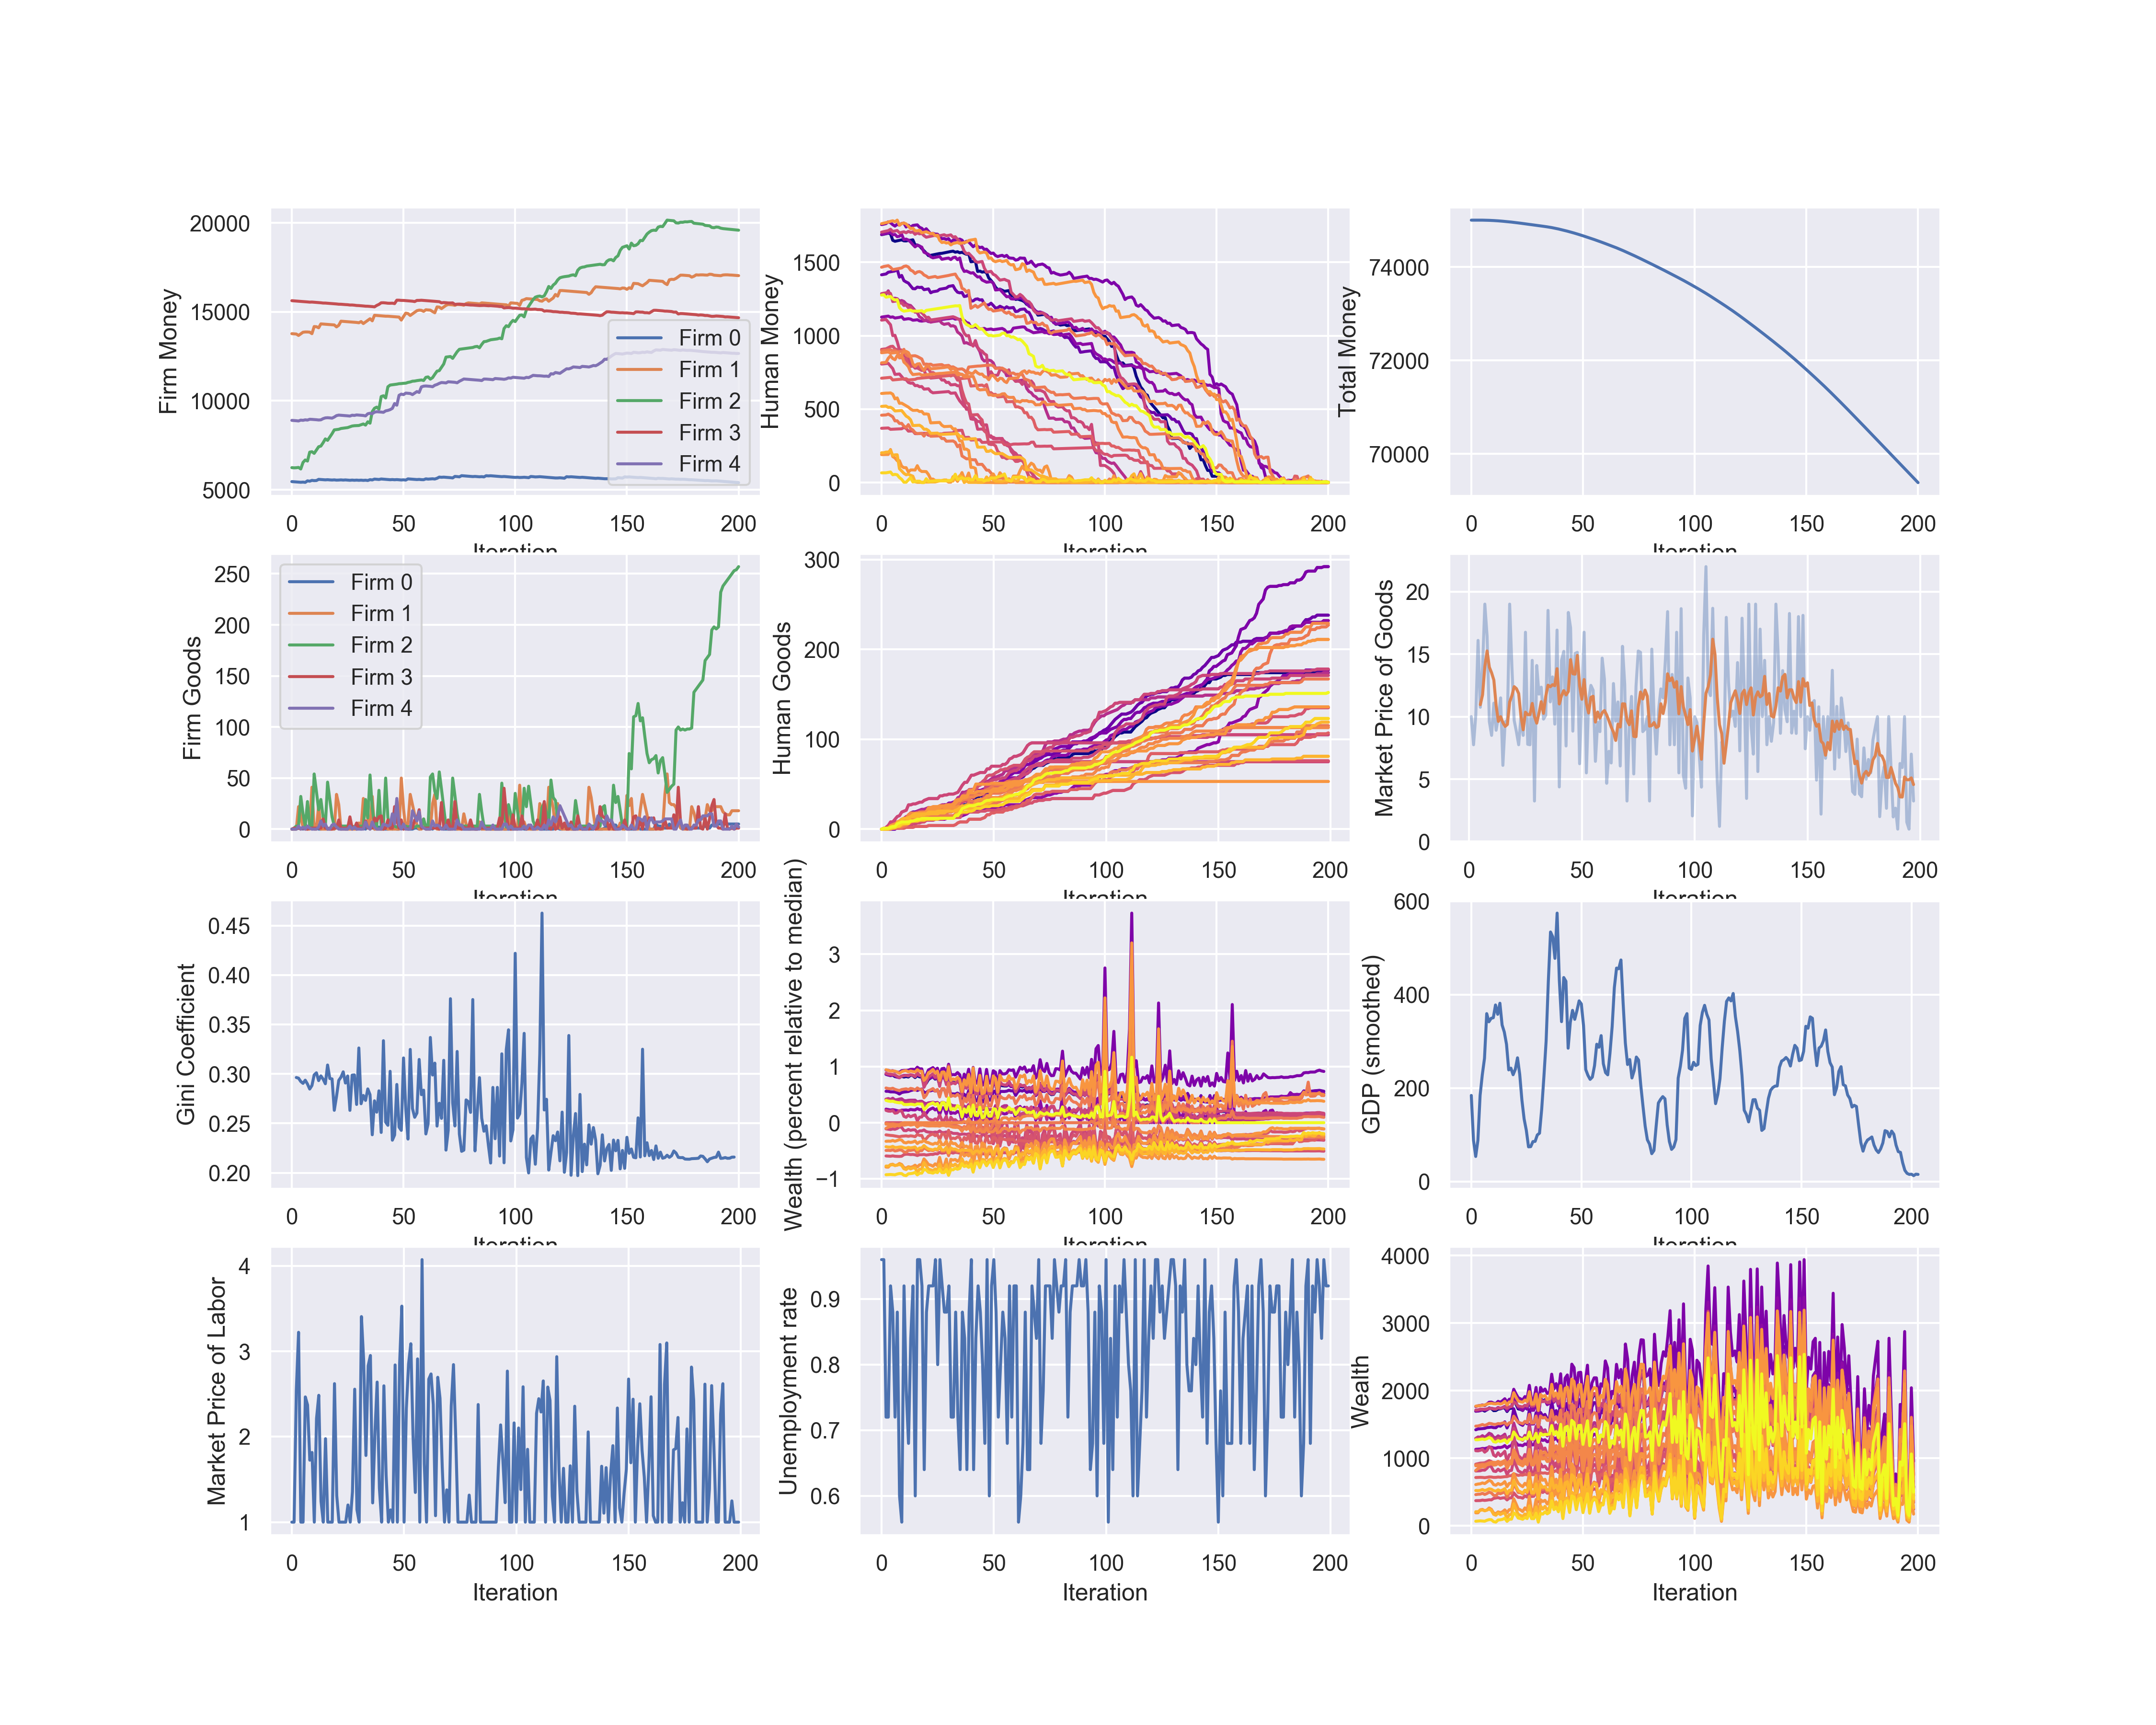 Firm Money
20000
15000
10000
5000
0 50 100 150 200
Iteration
Firm 0
Firm 1
Firm 2
Firm 3
Firm 4
Human Money
1500
1000
500
0
0 50 100 150 200
Iteration
Total Money
74000
72000
70000
0 50 100 150 200
Iteration
Firm Goods
250
200
150
100
50
0
0 50 100 150 200
Iteration
Firm 0
Firm 1
Firm 2
Firm 3
Firm 4
Human Goods
300
200
100
0
0 50 100 150 200
Iteration
Market Price of Goods
20
15
10
5
0
0 50 100 150 200
Iteration
Gini Coefficient
0.45
0.40
0.35
0.30
0.25
0.20
0 50 100 150 200
Iteration
Wealth (percent relative to median)
3
2
1
0
−1
0 50 100 150 200
Iteration
GDP (smoothed)
600
400
200
0
0 50 100 150 200
Iteration
Market Price of Labor
4
3
2
1
0 50 100 150 200
Iteration
Unemployment rate
0.9
0.8
0.7
0.6
0 50 100 150 200
Iteration
Wealth
4000
3000
2000
1000
0
0 50 100 150 200
Iteration